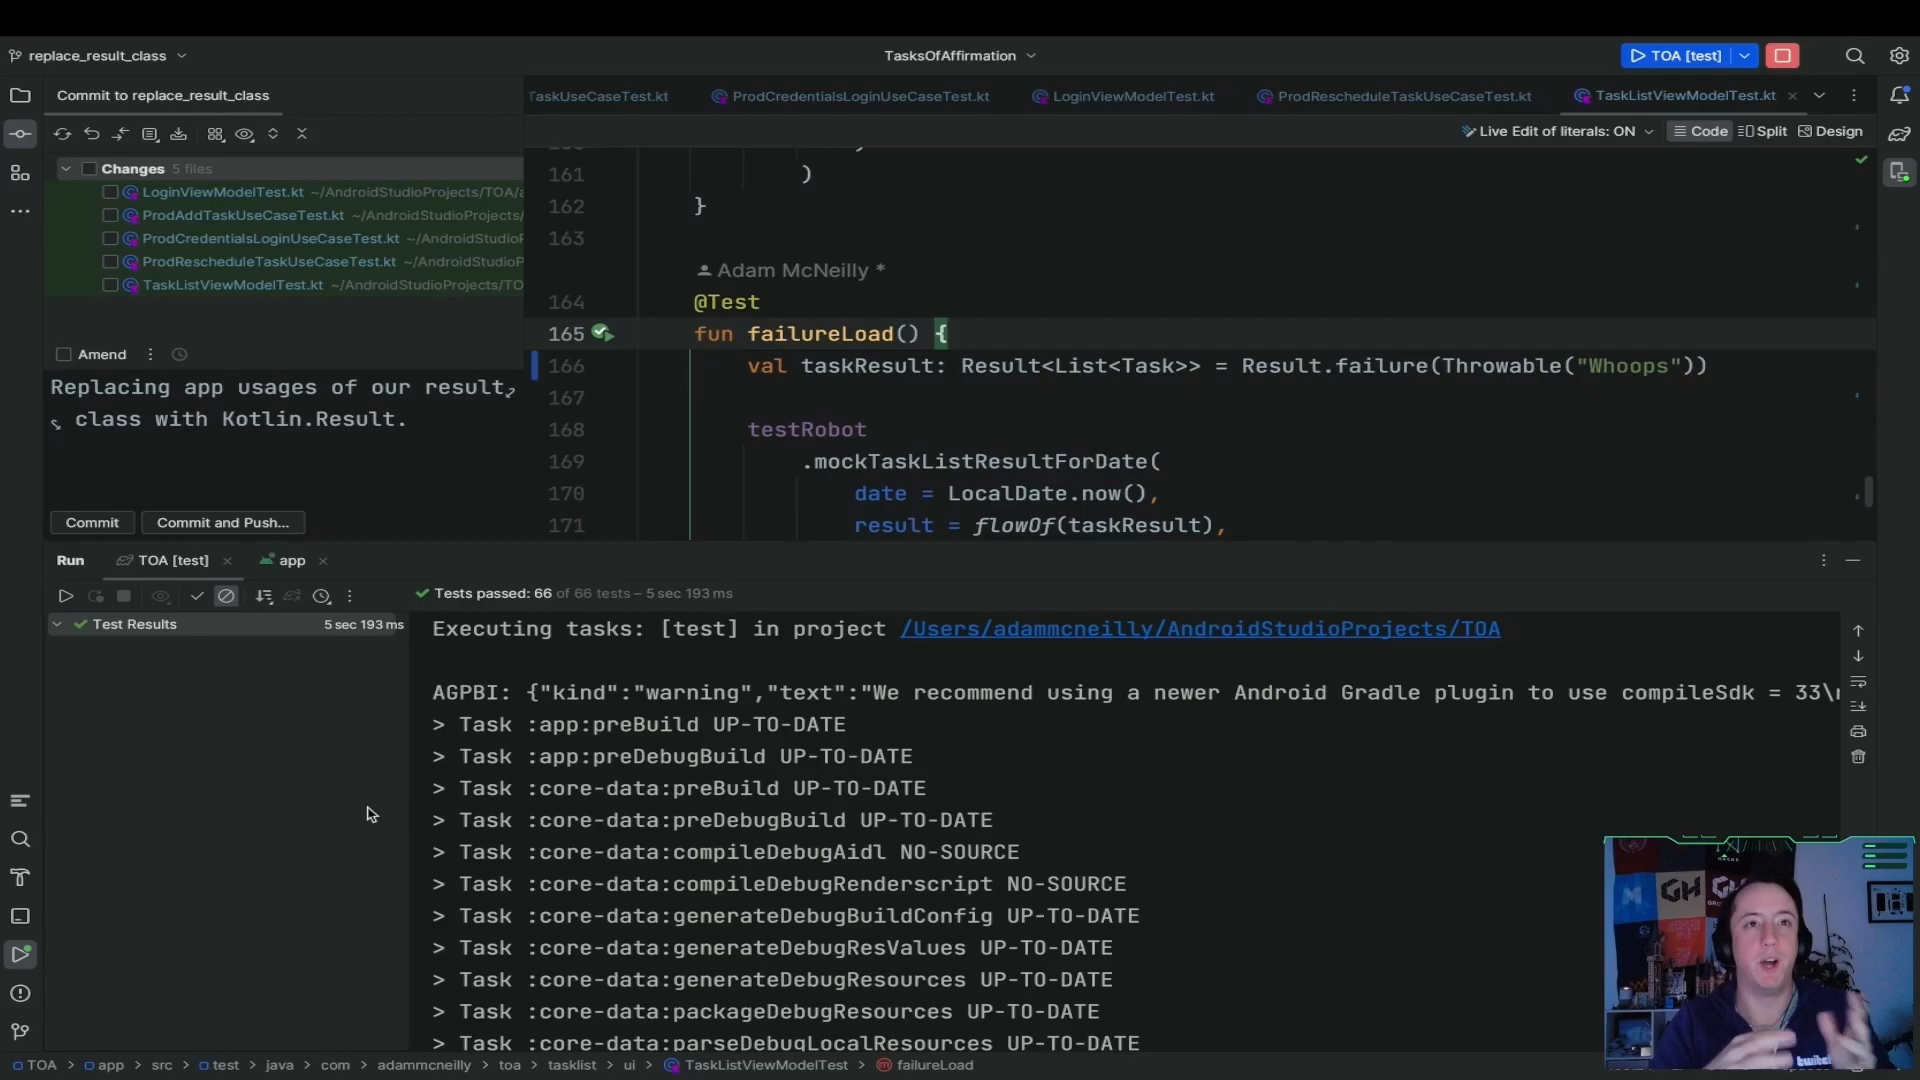 replace_result_class
TasksOfAffirmation
TOA [test]
Commit to replace_result_class
TaskUseCaseTest.kt
ProdCredentialsLoginUseCaseTest.kt
LoginViewModelTest.kt
ProdRescheduleTaskUseCaseTest.kt
TaskListViewModelTest.kt
Live Edit of literals: ON
Code
Split
Design
Changes 5 files
LoginViewModelTest.kt ~/AndroidStudioProjects/TOA/a
ProdAddTaskUseCaseTest.kt ~/AndroidStudioProjects/
ProdCredentialsLoginUseCaseTest.kt ~/AndroidStudioF
ProdRescheduleTaskUseCaseTest.kt ~/AndroidStudioP
TaskListViewModelTest.kt ~/AndroidStudioProjects/TO
Amend
Replacing app usages of our result
class with Kotlin.Result.
Commit
Commit and Push...
161 )
162 }
163
Adam McNeilly *
164 @Test
165 fun failureLoad() {
166 val taskResult: Result<List<Task>> = Result.failure(Throwable("Whoops"))
167
168 testRobot
169 .mockTaskListResultForDate(
170 date = LocalDate.now(),
171 result = flowOf(taskResult),
Run
TOA [test]
app
Tests passed: 66 of 66 tests – 5 sec 193 ms
Test Results 5 sec 193 ms
Executing tasks: [test] in project /Users/adammcneilly/AndroidStudioProjects/TOA
AGPBI: {"kind":"warning","text":"We recommend using a newer Android Gradle plugin to use compileSdk = 33\
> Task :app:preBuild UP-TO-DATE
> Task :app:preDebugBuild UP-TO-DATE
> Task :core-data:preBuild UP-TO-DATE
> Task :core-data:preDebugBuild UP-TO-DATE
> Task :core-data:compileDebugAidl NO-SOURCE
> Task :core-data:compileDebugRenderscript NO-SOURCE
> Task :core-data:generateDebugBuildConfig UP-TO-DATE
> Task :core-data:generateDebugResValues UP-TO-DATE
> Task :core-data:generateDebugResources UP-TO-DATE
> Task :core-data:packageDebugResources UP-TO-DATE
> Task :core-data:parseDebugLocalResources UP-TO-DATE
GH
twitch
TOA > app > src > test > java > com > adammcneilly > toa > tasklist > ui > TaskListViewModelTest > failureLoad